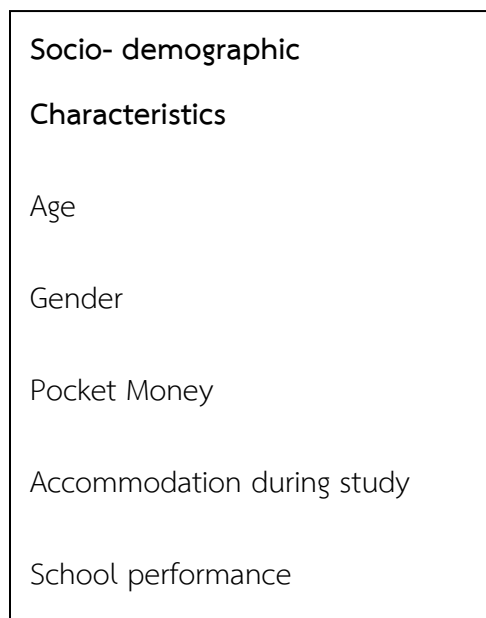 Socio- demographic
Characteristics
Age
Gender
Pocket Money
Accommodation during study
School performance